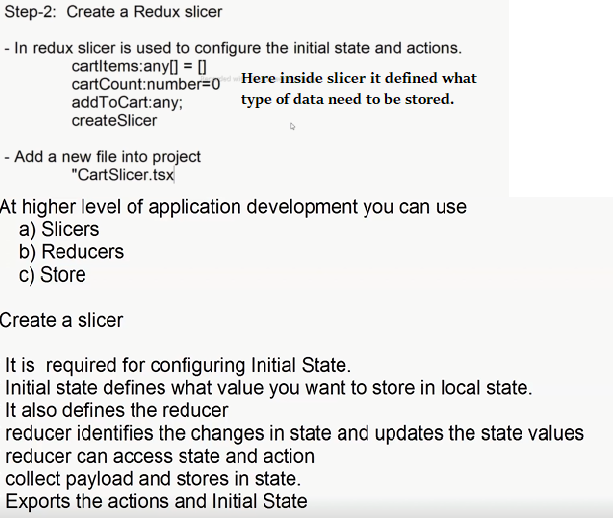 Step-2:  Create a Redux slicer
- In redux slicer is used to configure the initial state and actions.
cartItems:any[] = []
cartCount:number=0
Here inside slicer it defined what
addToCart:any;
type of data need to be stored.
createSlicer
- Add a new file into project
"CartSlicer.tsx
At higher level of application development you can use
a) Slicers
b) Reducers
c) Store
Create a slicer
It is  required for configuring Initial State.
Initial state defines what value you want to store in local state.
It also defines the reducer
reducer identifies the changes in state and updates the state values
reducer can access state and action
collect payload and stores in state.
Exports the actions and Initial State